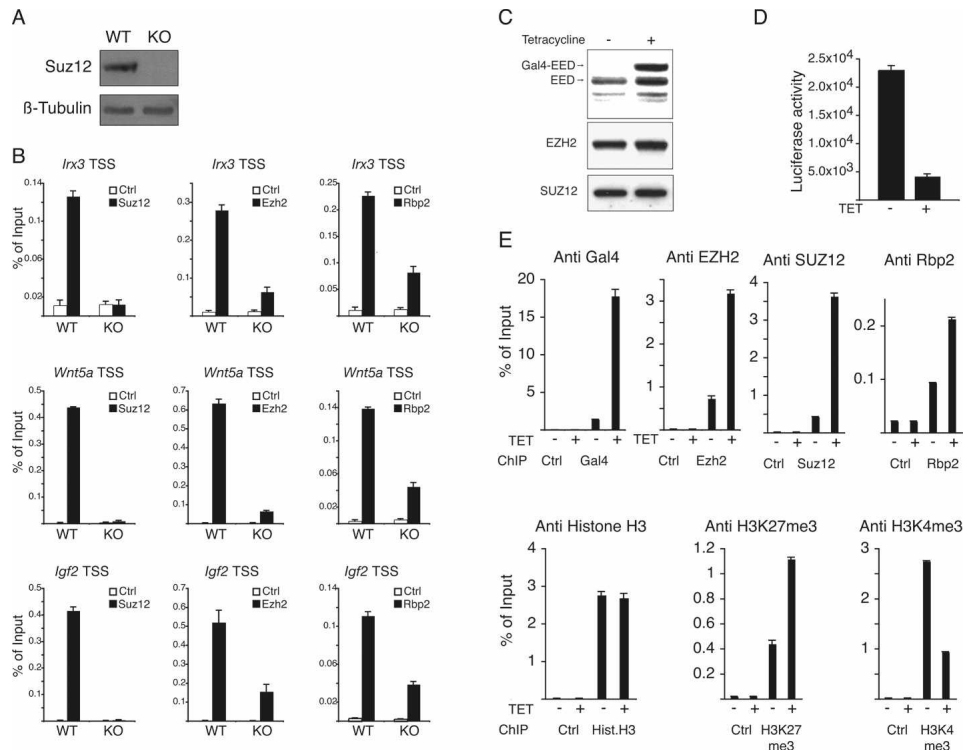 A
WT KO
Suz12
ß-Tubulin
B
Irx3 TSS
% of Input
0.14
0.12
0.06
0.02
Ctrl
Suz12
WT KO
Irx3 TSS
0.3
0.2
0.1
Ctrl
Ezh2
WT KO
Irx3 TSS
0.25
0.20
0.15
0.10
0.05
Ctrl
Rbp2
WT KO
Wnt5a TSS
% of Input
0.5
0.4
0.3
0.2
0.1
Ctrl
Suz12
WT KO
Wnt5a TSS
0.7
0.6
0.5
0.4
0.3
0.2
0.1
Ctrl
Ezh2
WT KO
Wnt5a TSS
0.14
0.10
0.06
0.02
Ctrl
Rbp2
WT KO
Igf2 TSS
% of Input
0.5
0.4
0.3
0.2
0.1
Ctrl
Suz12
WT KO
Igf2 TSS
0.6
0.5
0.4
0.3
0.2
0.1
Ctrl
Ezh2
WT KO
Igf2 TSS
0.14
0.10
0.06
0.02
Ctrl
Rbp2
WT KO
C
Tetracycline - +
Gal4-EED→
EED→
EZH2
SUZ12
D
Luciferase activity
2.5x10⁴
2.0x10⁴
1.5x10⁴
1.0x10⁴
5.0x10³
TET - +
E
Anti Gal4
% of Input
20
15
10
5
TET - + - +
ChIP Ctrl Gal4
Anti EZH2
3
2
1
TET - + - +
Ctrl Ezh2
Anti SUZ12
4
3
2
1
- + - +
Ctrl Suz12
Anti Rbp2
0.2
0.1
- + - +
Ctrl Rbp2
Anti Histone H3
% of Input
4
3
2
1
TET - + - +
ChIP Ctrl Hist.H3
Anti H3K27me3
1.2
1
0.8
0.6
0.4
0.2
- + - +
Ctrl H3K27
me3
Anti H3K4me3
3
2
1
- + - +
Ctrl H3K4
me3